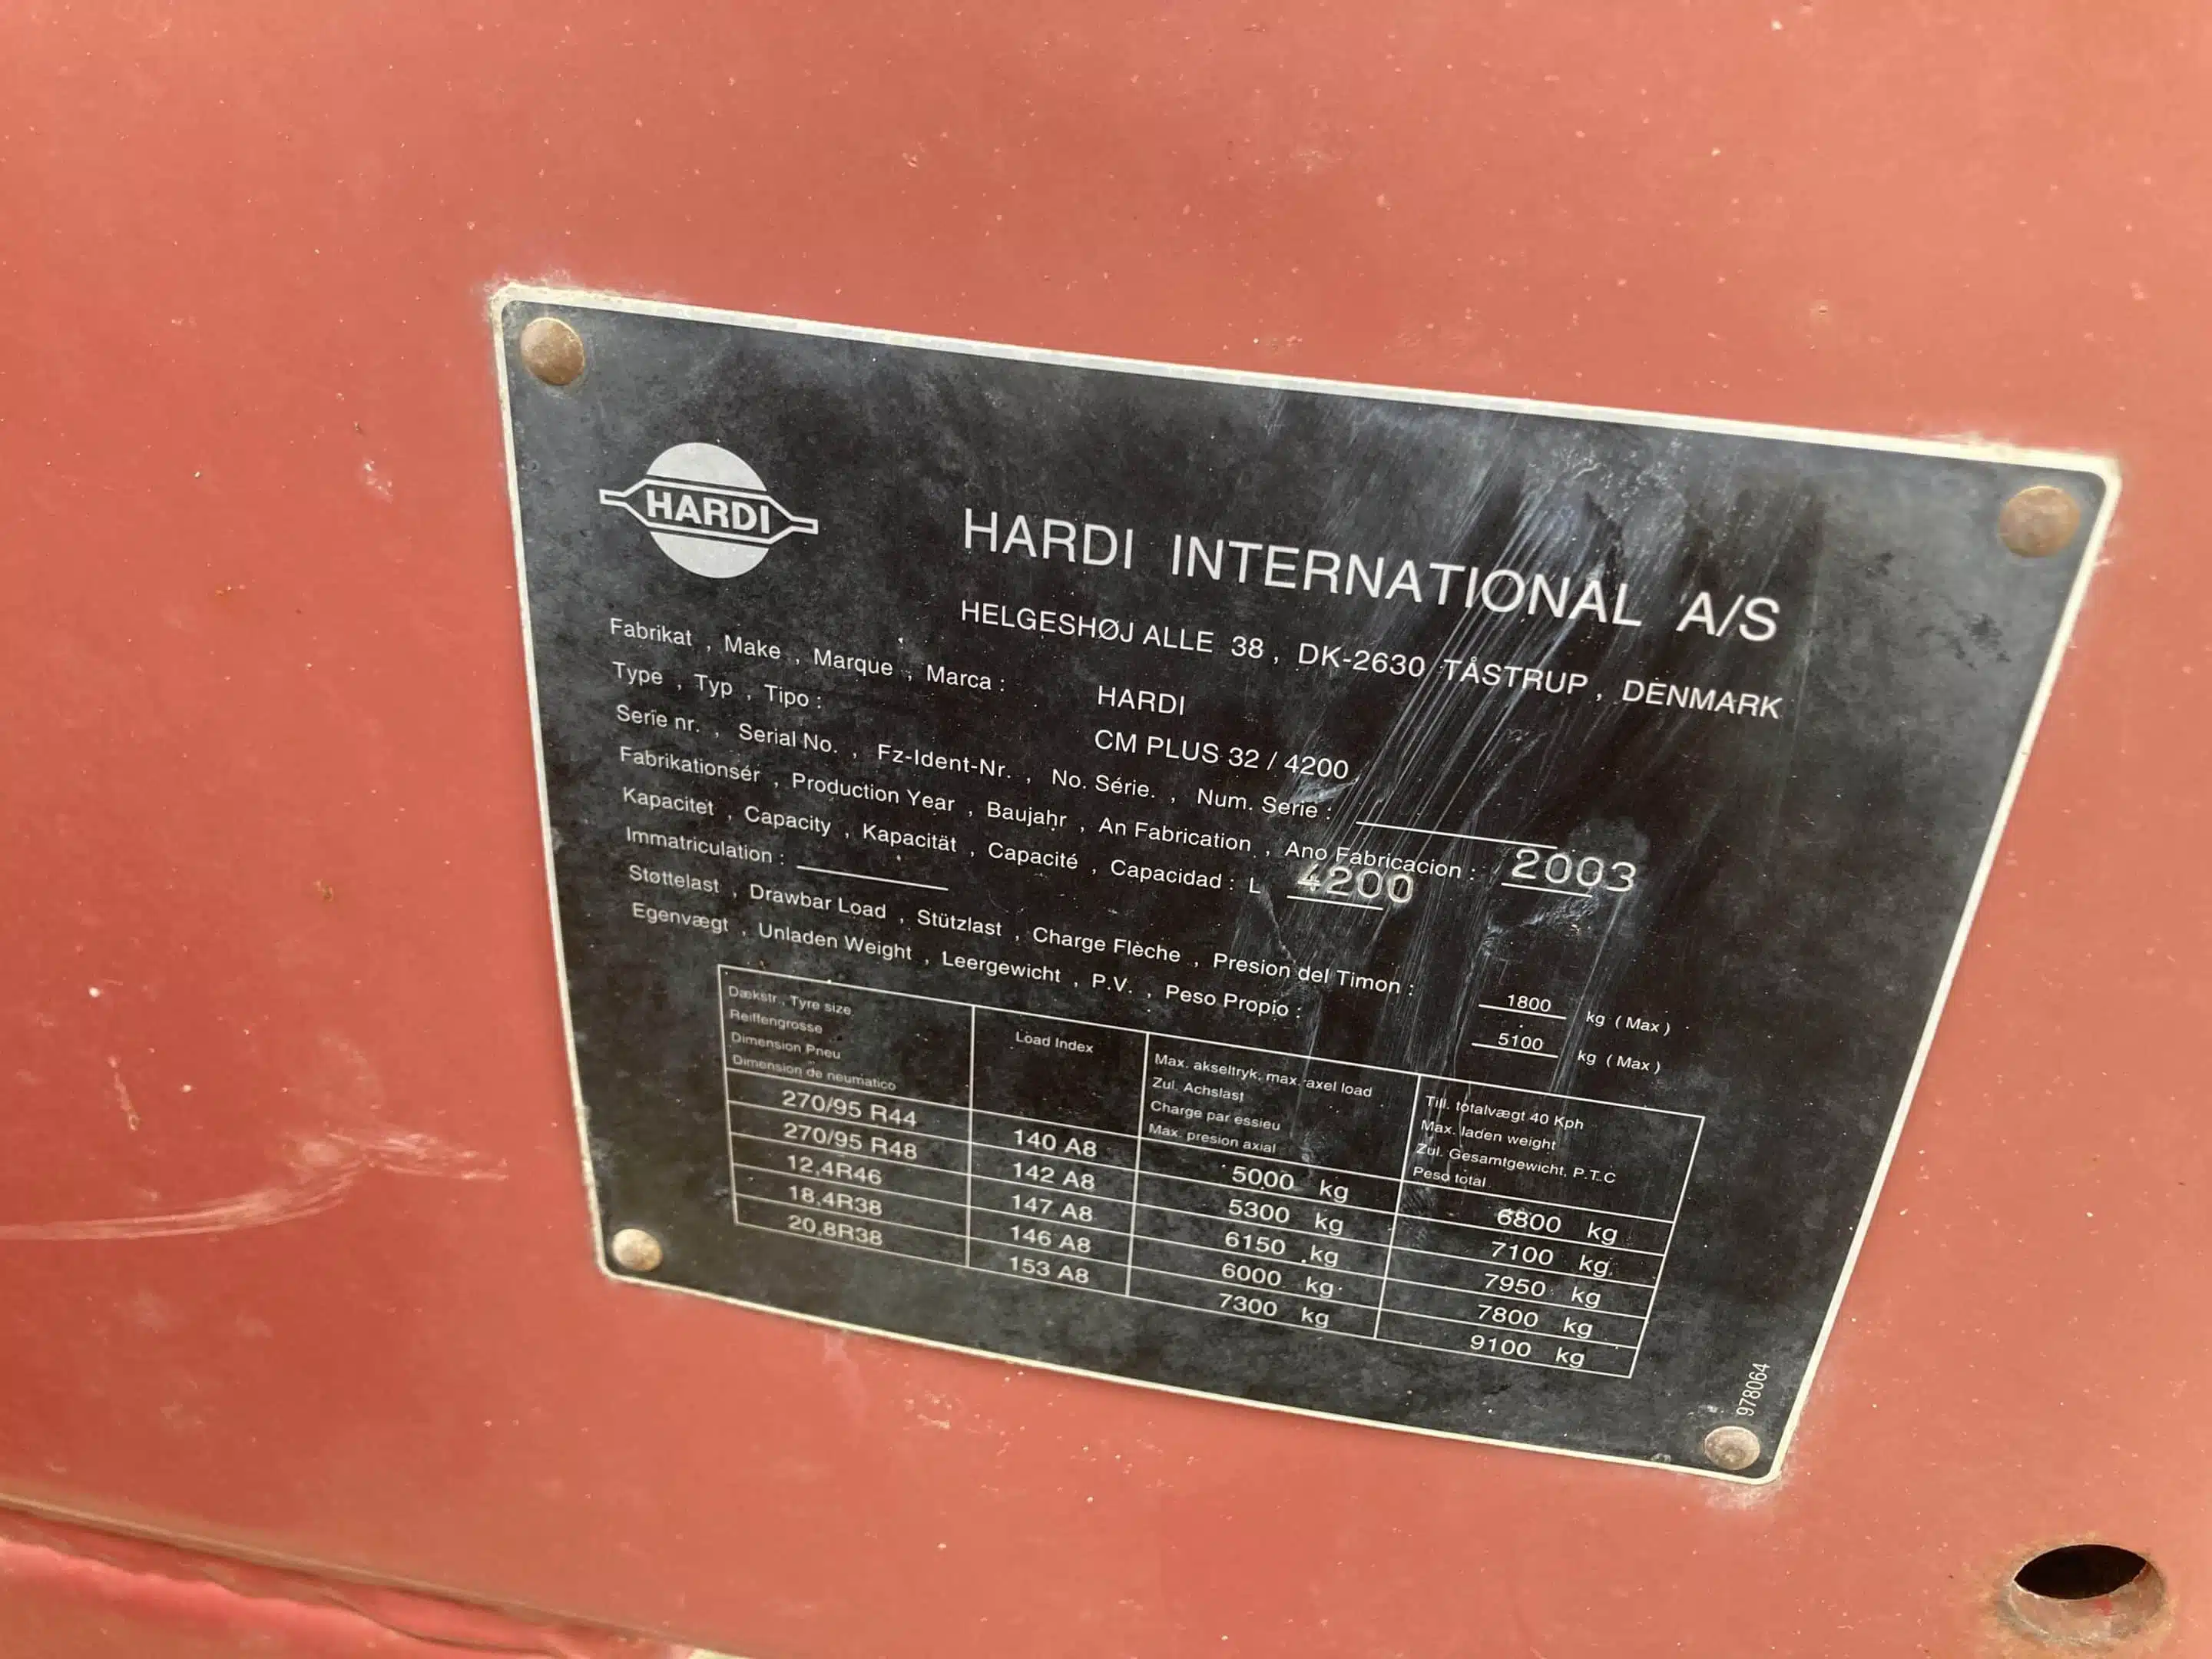 HARDI
HARDI INTERNATIONAL A/S
HELGESHØJ ALLE 38, DK-2630 TÅSTRUP, DENMARK
Fabrikat, Make, Marque, Marca: HARDI
Type, Typ, Tipo: CM PLUS 32 / 4200
Serie nr., Serial No., Fz-Ident-Nr., No. Série., Num. Serie:
Fabrikationsér, Production Year, Baujahr, An Fabrication, Ano Fabricacion: 2003
Kapacitet, Capacity, Kapacität, Capacité, Capacidad: L 4200
Immatriculation:
Støttelast, Drawbar Load, Stützlast, Charge Flèche, Presion del Timon: 1800 kg (Max)
Egenvægt, Unladen Weight, Leergewicht, P.V., Peso Propio: 5100 kg (Max)
Dækstr., Tyre size
Reiffengrosse
Dimension Pneu
Dimension de neumatico
Load Index
Max. akseltryk, max. axel load
Zul. Achslast
Charge par essieu
Max. presion axial
Till. totalvægt 40 Kph
Max. laden weight
Zul. Gesamtgewicht, P.T.C
Peso total
270/95 R44 140 A8 5000 kg 6800 kg
270/95 R48 142 A8 5300 kg 7100 kg
12.4R46 147 A8 6150 kg 7950 kg
18.4R38 146 A8 6000 kg 7800 kg
20.8R38 153 A8 7300 kg 9100 kg
978064